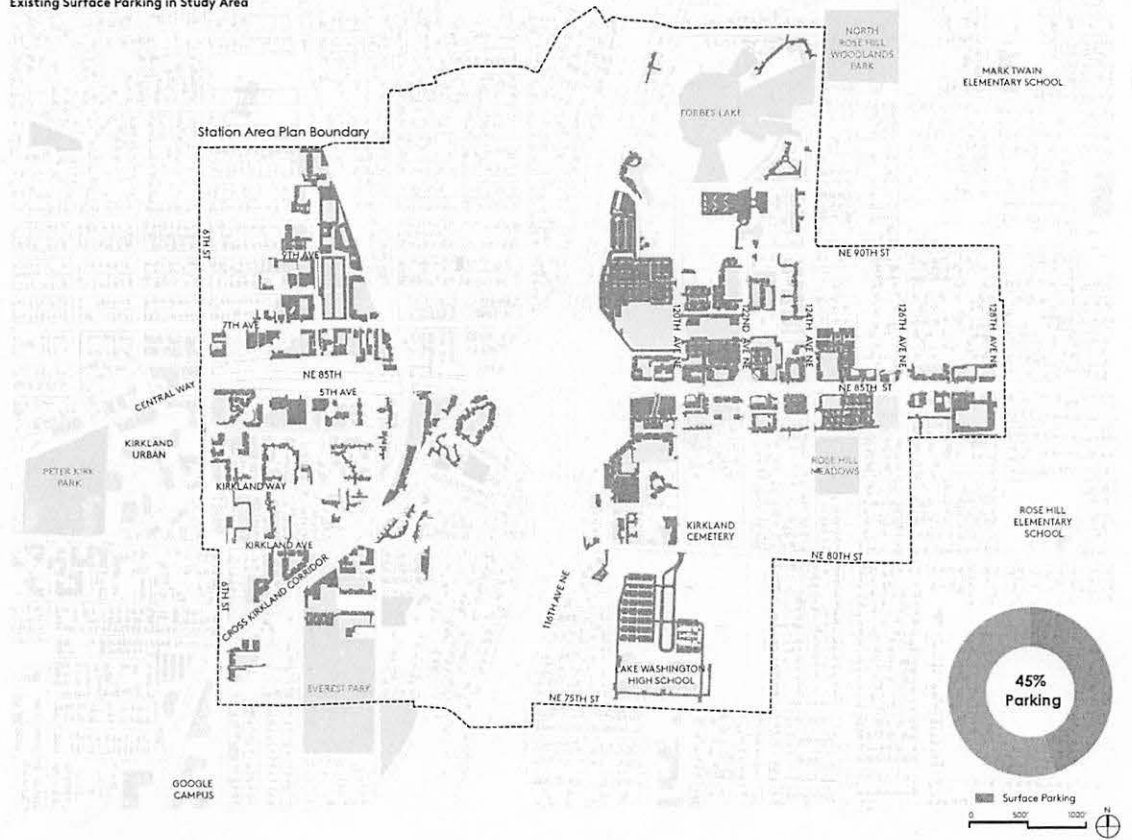 Existing Surface Parking in Study Area
NORTH
ROSE HILL
WOODLANDS
PARK
MARK TWAIN
ELEMENTARY SCHOOL
FORBES LAKE
Station Area Plan Boundary
6TH ST
9TH AVE
NE 90TH ST
7TH AVE
120TH AVE NE
122ND AVE NE
124TH AVE NE
126TH AVE NE
128TH AVE NE
NE 85TH
NE 85TH ST
CENTRAL WAY
5TH AVE
KIRKLAND
URBAN
PETER KIRK
PARK
ROSE HILL
MEADOWS
KIRKLAND WAY
ROSE HILL
ELEMENTARY
SCHOOL
KIRKLAND
CEMETERY
KIRKLAND AVE
NE 80TH ST
6TH ST
CROSS KIRKLAND CORRIDOR
116TH AVE NE
LAKE WASHINGTON
HIGH SCHOOL
EVEREST PARK
NE 75TH ST
45%
Parking
GOOGLE
CAMPUS
Surface Parking
0 500' 1000'
N